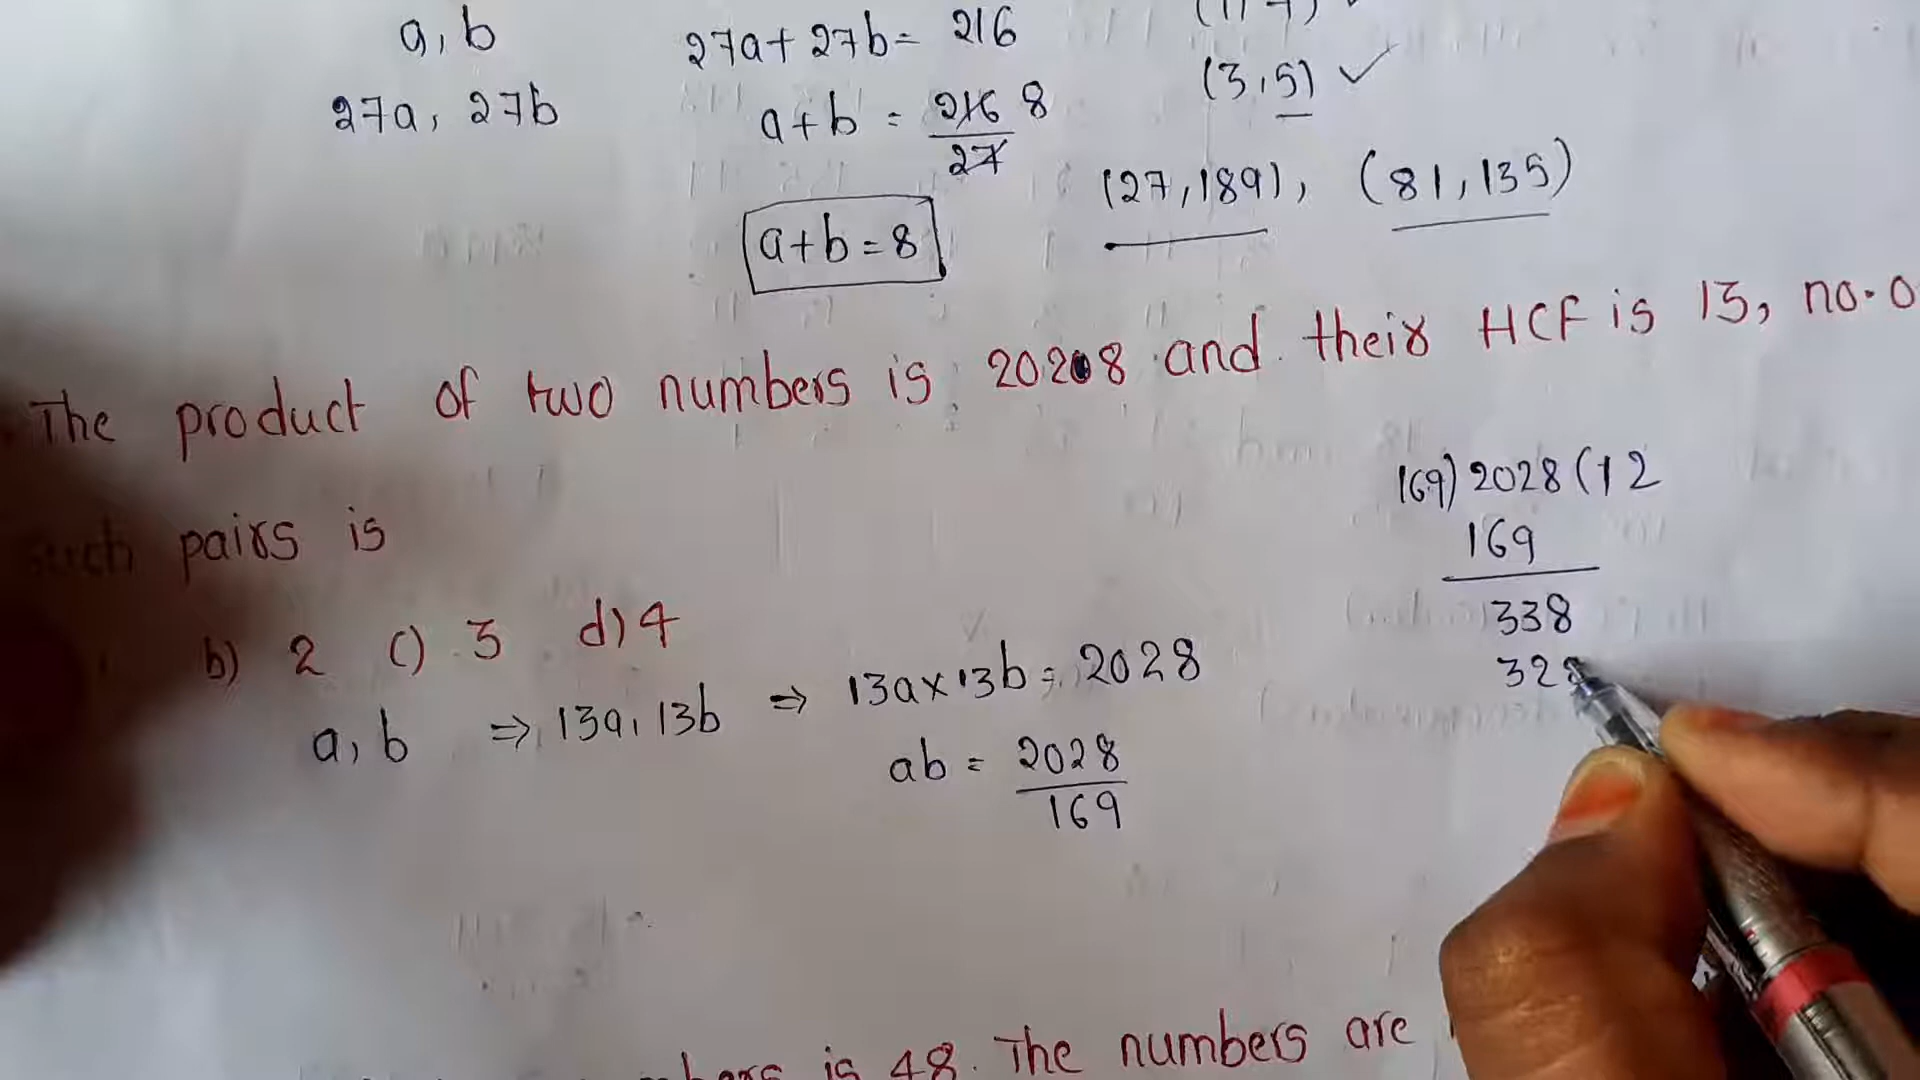 a, b
27a+27b= 216
(3,5) ✓
27a, 27b
a+b = 216 8
27
(27,189), (81,135)
a+b=8
The product of two numbers is 2028 and their HCF is 13, no. o
such pairs is
169) 2028 (12
169
338
328
b) 2 c) 3 d) 4
a, b ⇒ 13a, 13b ⇒ 13a×13b = 2028
ab = 2028
169
is 48. The numbers are